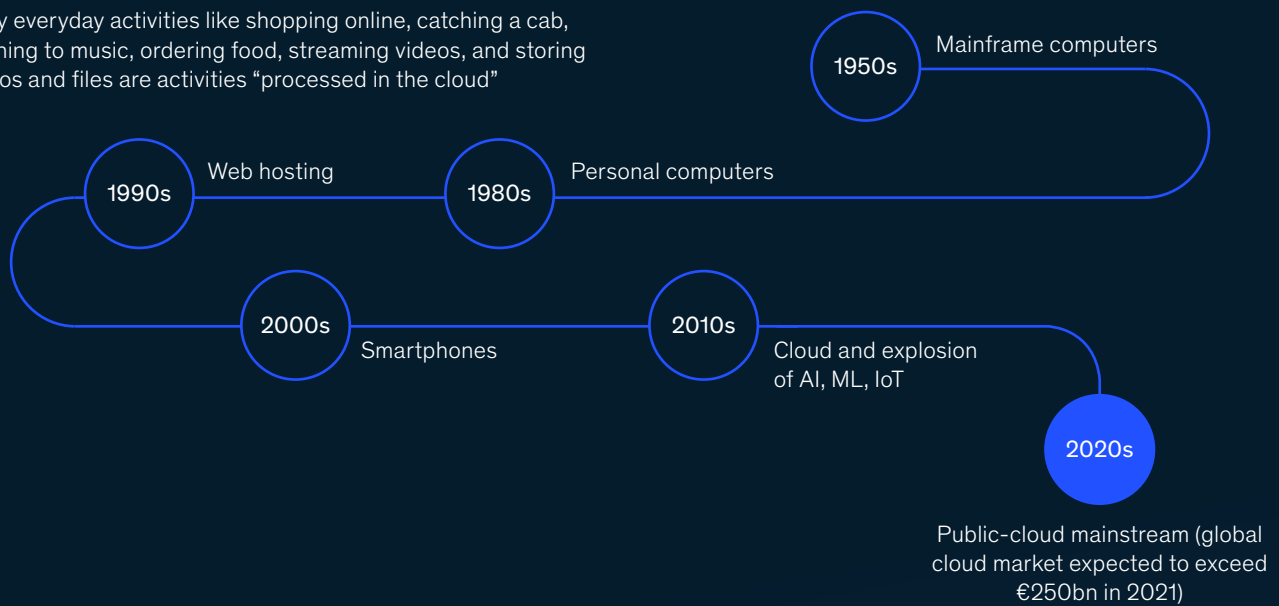 y everyday activities like shopping online, catching a cab,
ning to music, ordering food, streaming videos, and storing
os and files are activities “processed in the cloud”
1950s
Mainframe computers
1990s
Web hosting
1980s
Personal computers
2000s
Smartphones
2010s
Cloud and explosion
of AI, ML, IoT
2020s
Public-cloud mainstream (global
cloud market expected to exceed
€250bn in 2021)